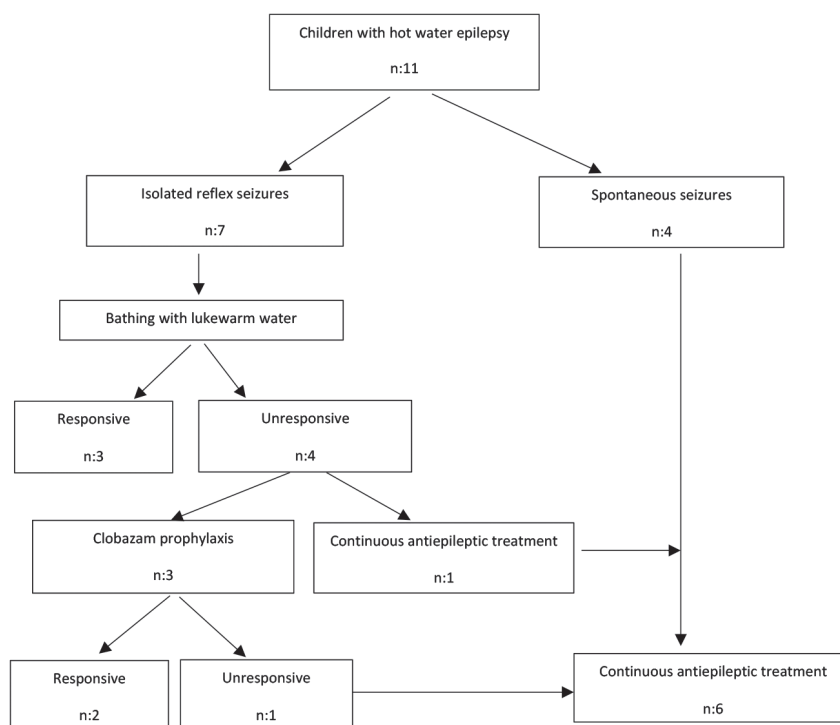 Children with hot water epilepsy
n:11
Isolated reflex seizures
n:7
Spontaneous seizures
n:4
Bathing with lukewarm water
Responsive
n:3
Unresponsive
n:4
Clobazam prophylaxis
n:3
Continuous antiepileptic treatment
n:1
Responsive
n:2
Unresponsive
n:1
Continuous antiepileptic treatment
n:6